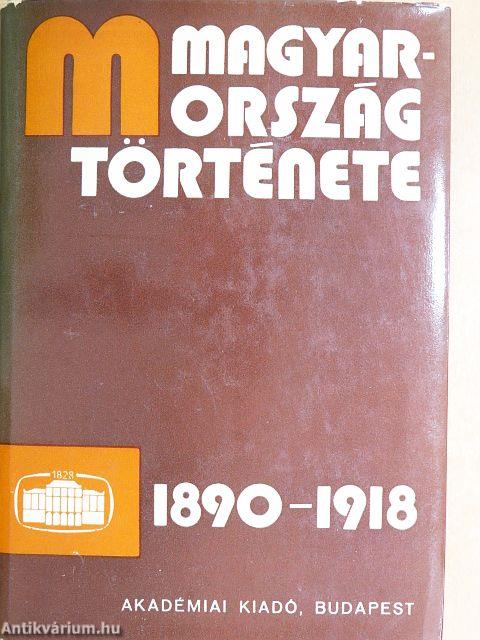 m MAGYAR-
ORSZÁG
TÖRTÉNETE
1828
1890-1918
AKADÉMIAI KIADÓ, BUDAPEST
Antikvárium.hu